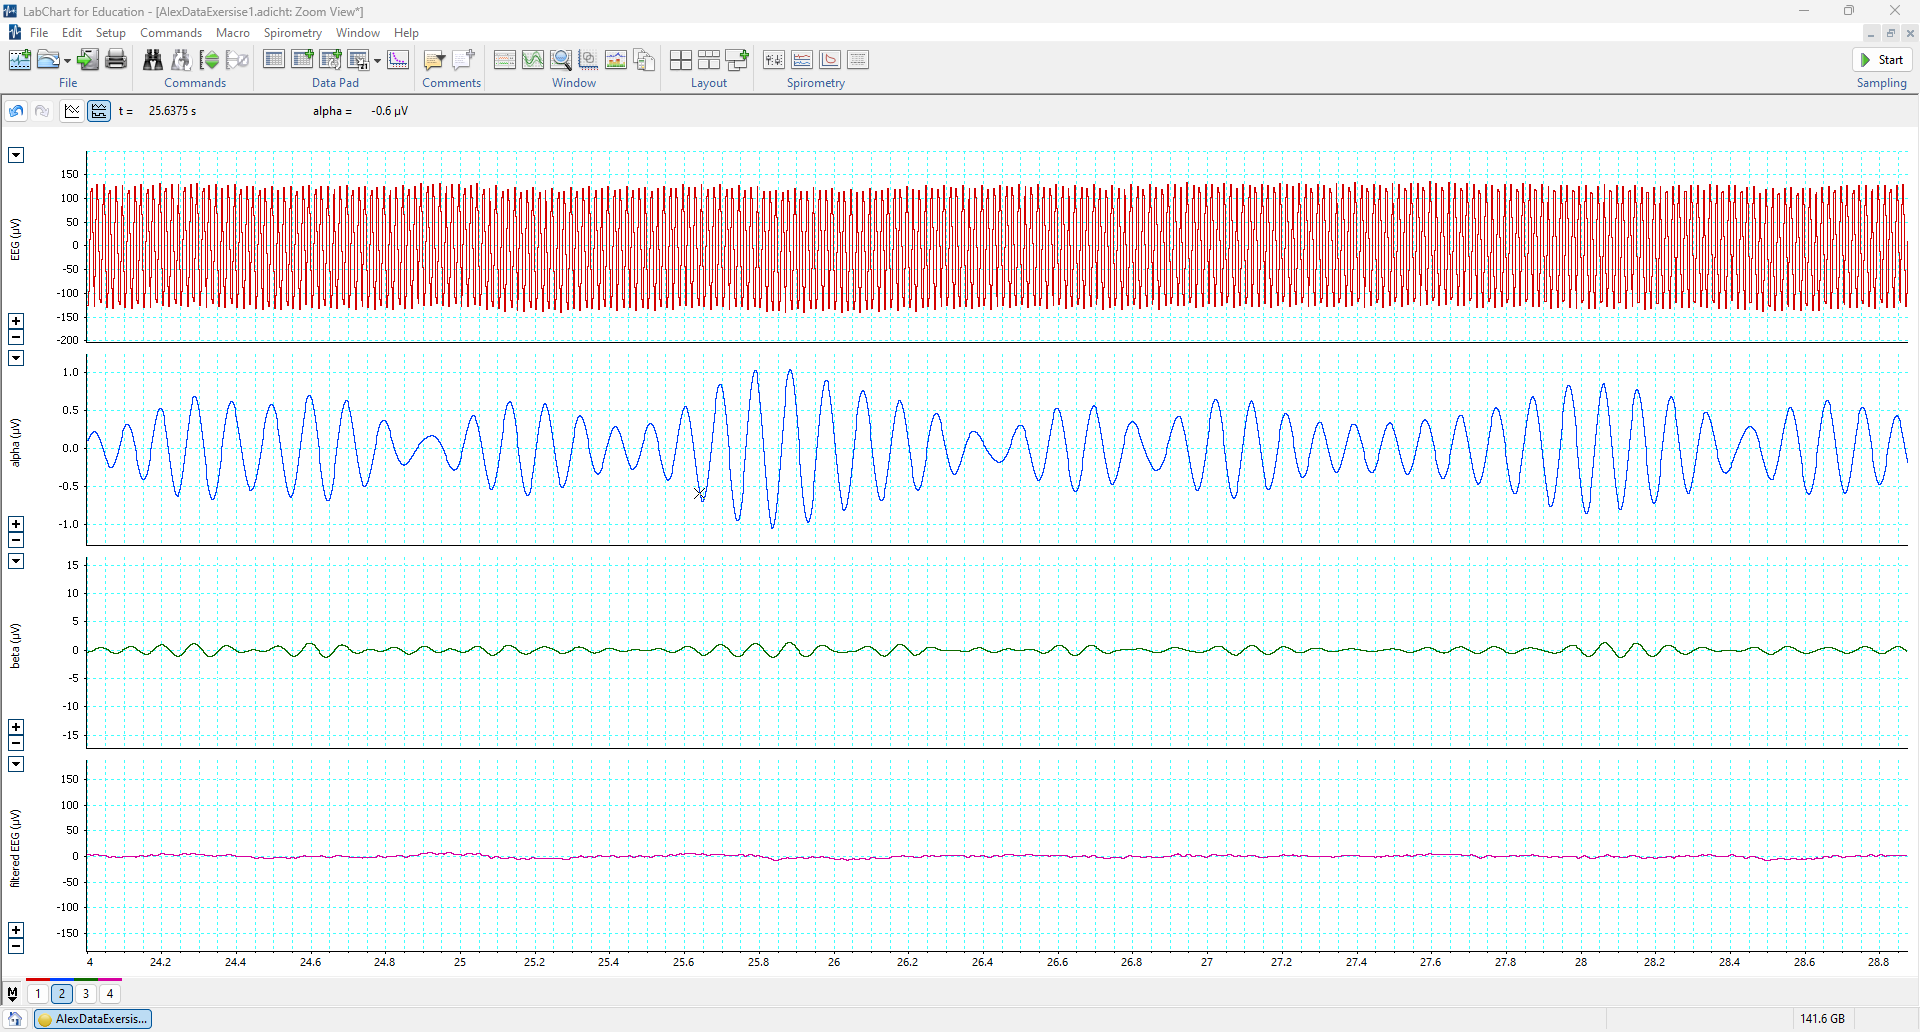 LabChart for Education - [AlexDataExersise1.adicht: Zoom View*]
File Edit Setup Commands Macro Spirometry Window Help
File Commands Data Pad Comments Window Layout Spirometry
Start
Sampling
t = 25.6375 s alpha = -0.6 µV
EEG (µV)
150
100
50
0
-50
-100
-150
-200
alpha (µV)
1.0
0.5
0.0
-0.5
-1.0
beta (µV)
15
10
5
0
-5
-10
-15
filtered EEG (µV)
150
100
50
0
-50
-100
-150
4 24.2 24.4 24.6 24.8 25 25.2 25.4 25.6 25.8 26 26.2 26.4 26.6 26.8 27 27.2 27.4 27.6 27.8 28 28.2 28.4 28.6 28.8
M 1 2 3 4
AlexDataExersis... 141.6 GB